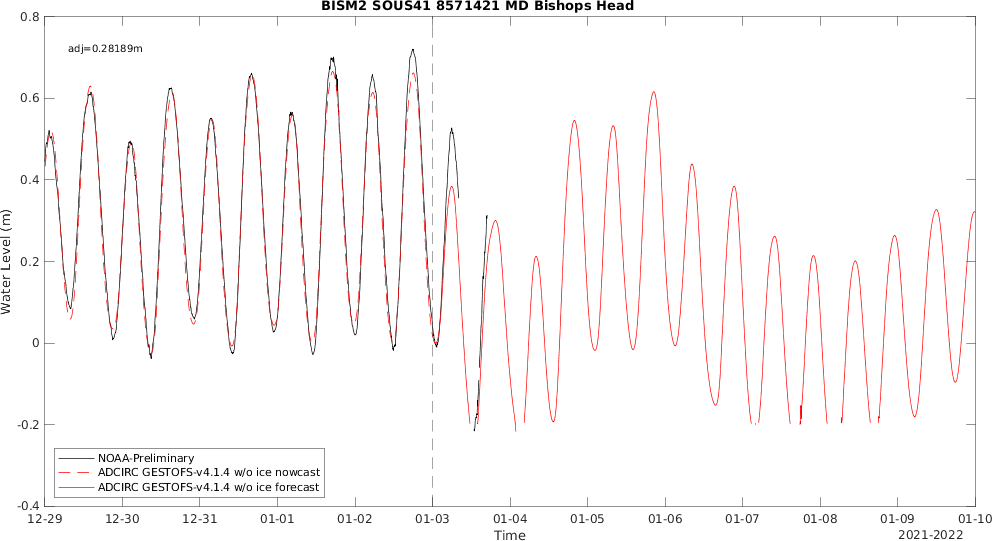 BISM2 SOUS41 8571421 MD Bishops Head
adj=0.28189m
0.8
0.6
0.4
0.2
0
-0.2
-0.4
Water Level (m)
NOAA-Preliminary
ADCIRC GESTOFS-v4.1.4 w/o ice nowcast
ADCIRC GESTOFS-v4.1.4 w/o ice forecast
12-29 12-30 12-31 01-01 01-02 01-03 01-04 01-05 01-06 01-07 01-08 01-09 01-10
Time
2021-2022